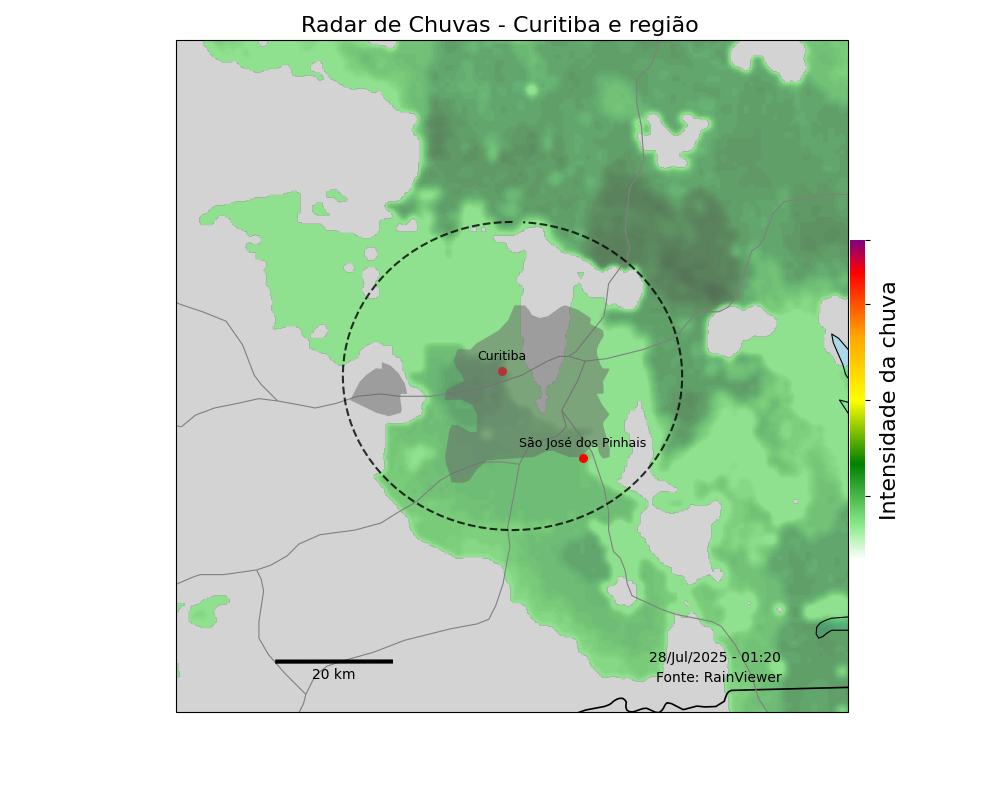 Radar de Chuvas - Curitiba e região
Curitiba
São José dos Pinhais
Intensidade da chuva
28/Jul/2025 - 01:20
Fonte: RainViewer
20 km